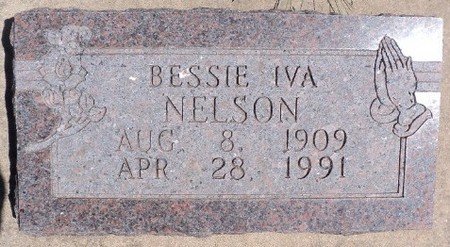 BESSIE IVA
NELSON
AUG. 8, 1909
APR. 28, 1991